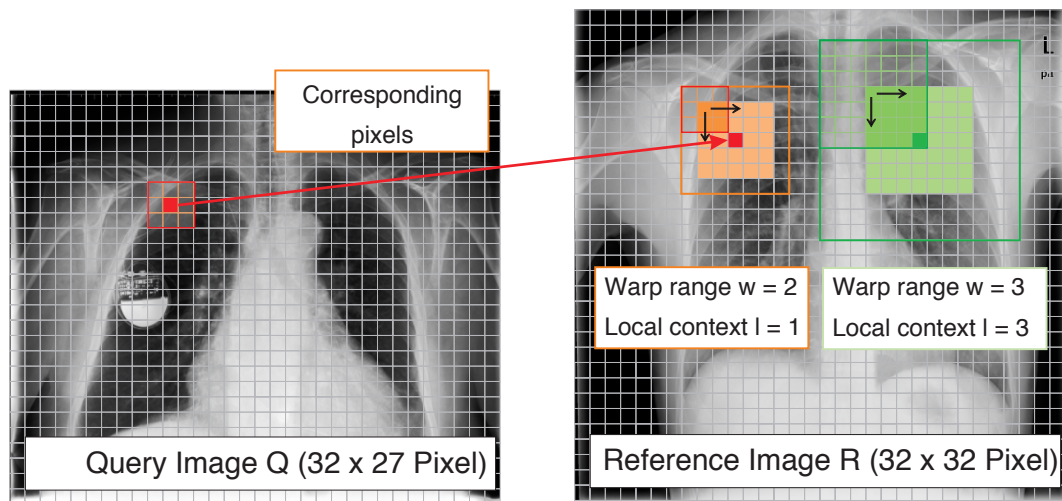 Corresponding
pixels
L
pa
Warp range w = 2
Local context l = 1
Warp range w = 3
Local context l = 3
Query Image Q (32 x 27 Pixel)
Reference Image R (32 x 32 Pixel)